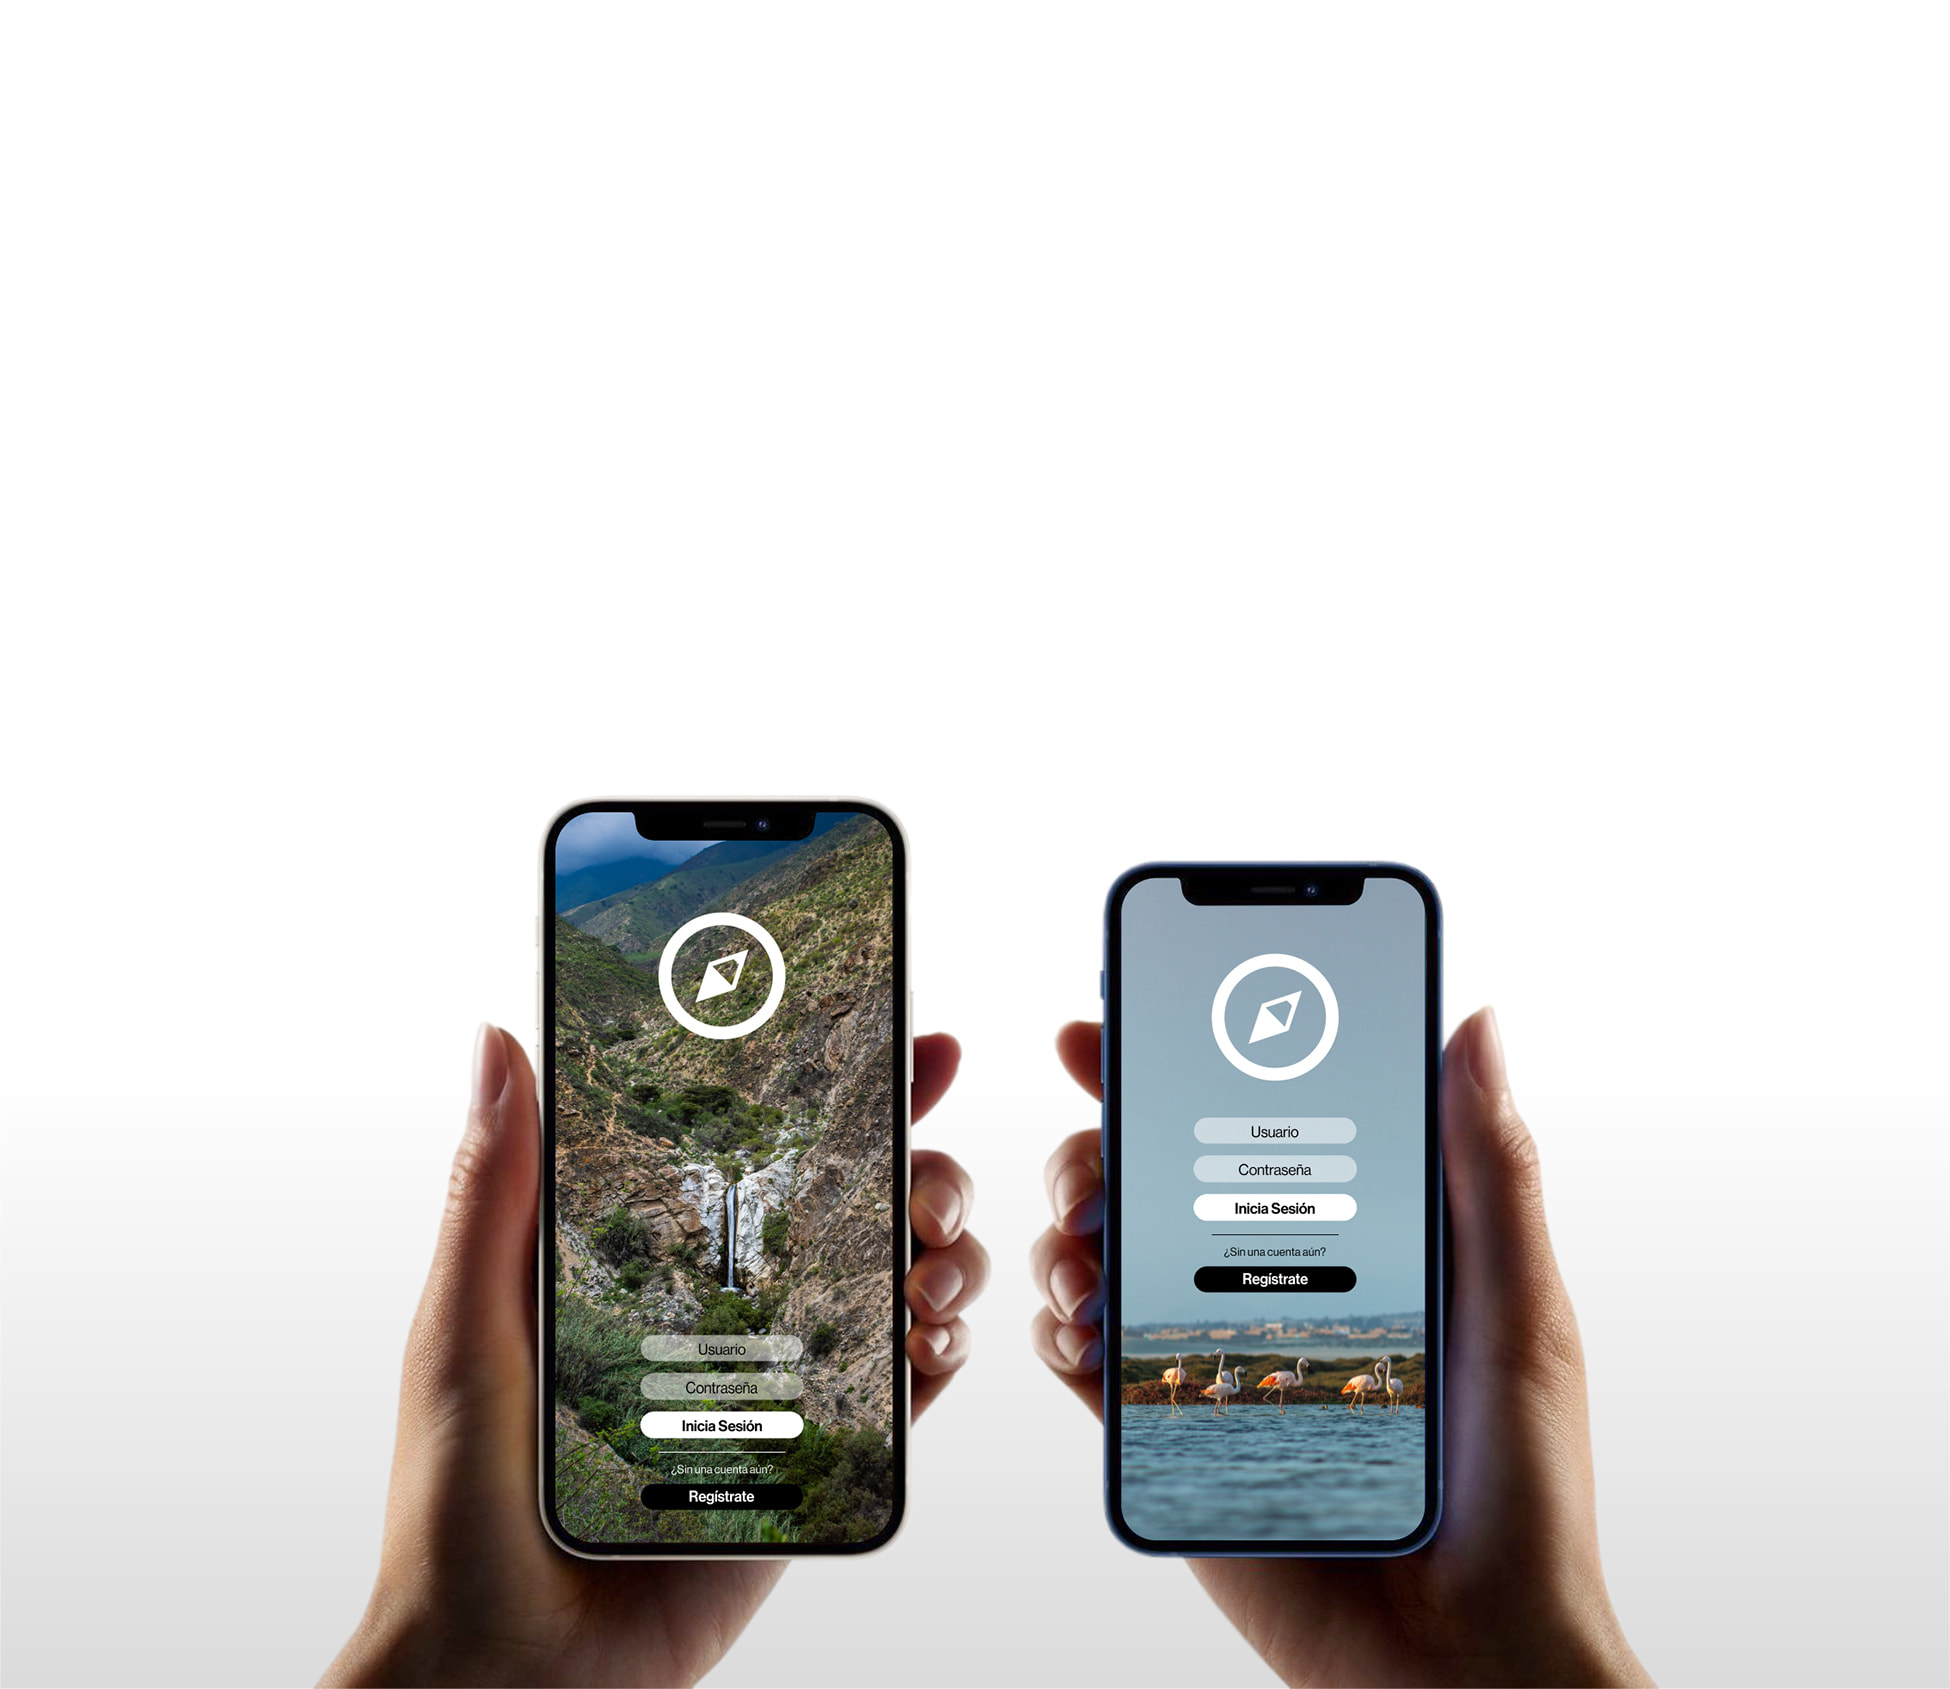 Usuario
Contraseña
Inicia Sesión
¿Sin una cuenta aún?
Regístrate
Usuario
Contraseña
Inicia Sesión
¿Sin una cuenta aún?
Regístrate